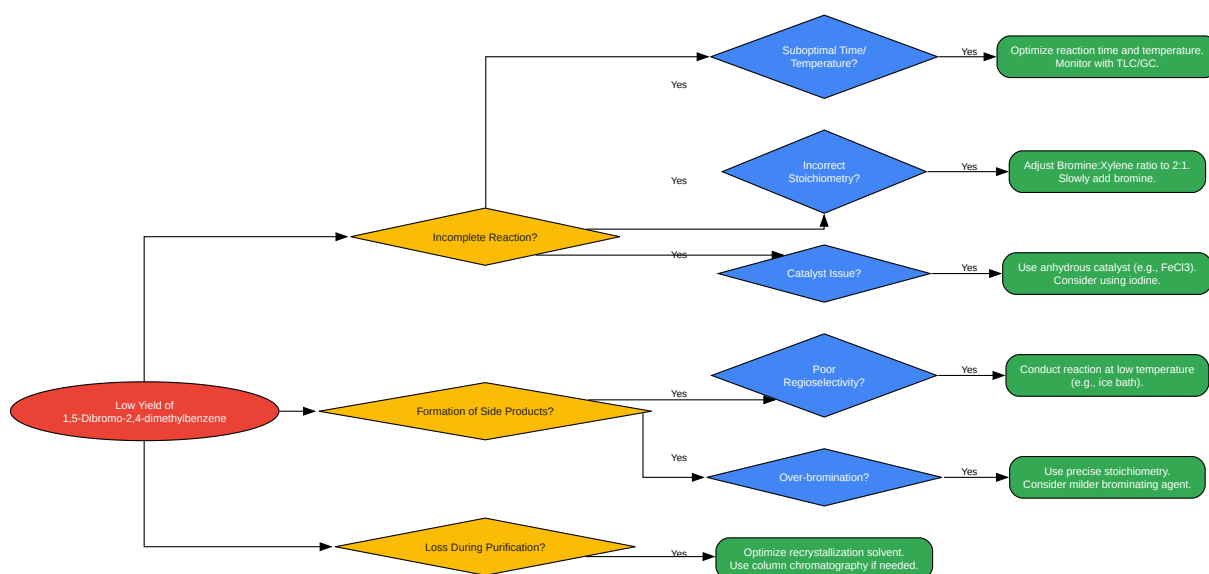 Suboptimal Time/
Temperature?
Yes
Optimize reaction time and temperature.
Monitor with TLC/GC.
Yes
Incorrect
Stoichiometry?
Yes
Adjust Bromine:Xylene ratio to 2:1.
Slowly add bromine.
Yes
Incomplete Reaction?
Yes
Catalyst Issue?
Yes
Use anhydrous catalyst (e.g., FeCl3).
Consider using iodine.
Low Yield of
1,5-Dibromo-2,4-dimethylbenzene
Formation of Side Products?
Yes
Poor
Regioselectivity?
Yes
Conduct reaction at low temperature
(e.g., ice bath).
Yes
Over-bromination?
Yes
Use precise stoichiometry.
Consider milder brominating agent.
Loss During Purification?
Yes
Optimize recrystallization solvent.
Use column chromatography if needed.